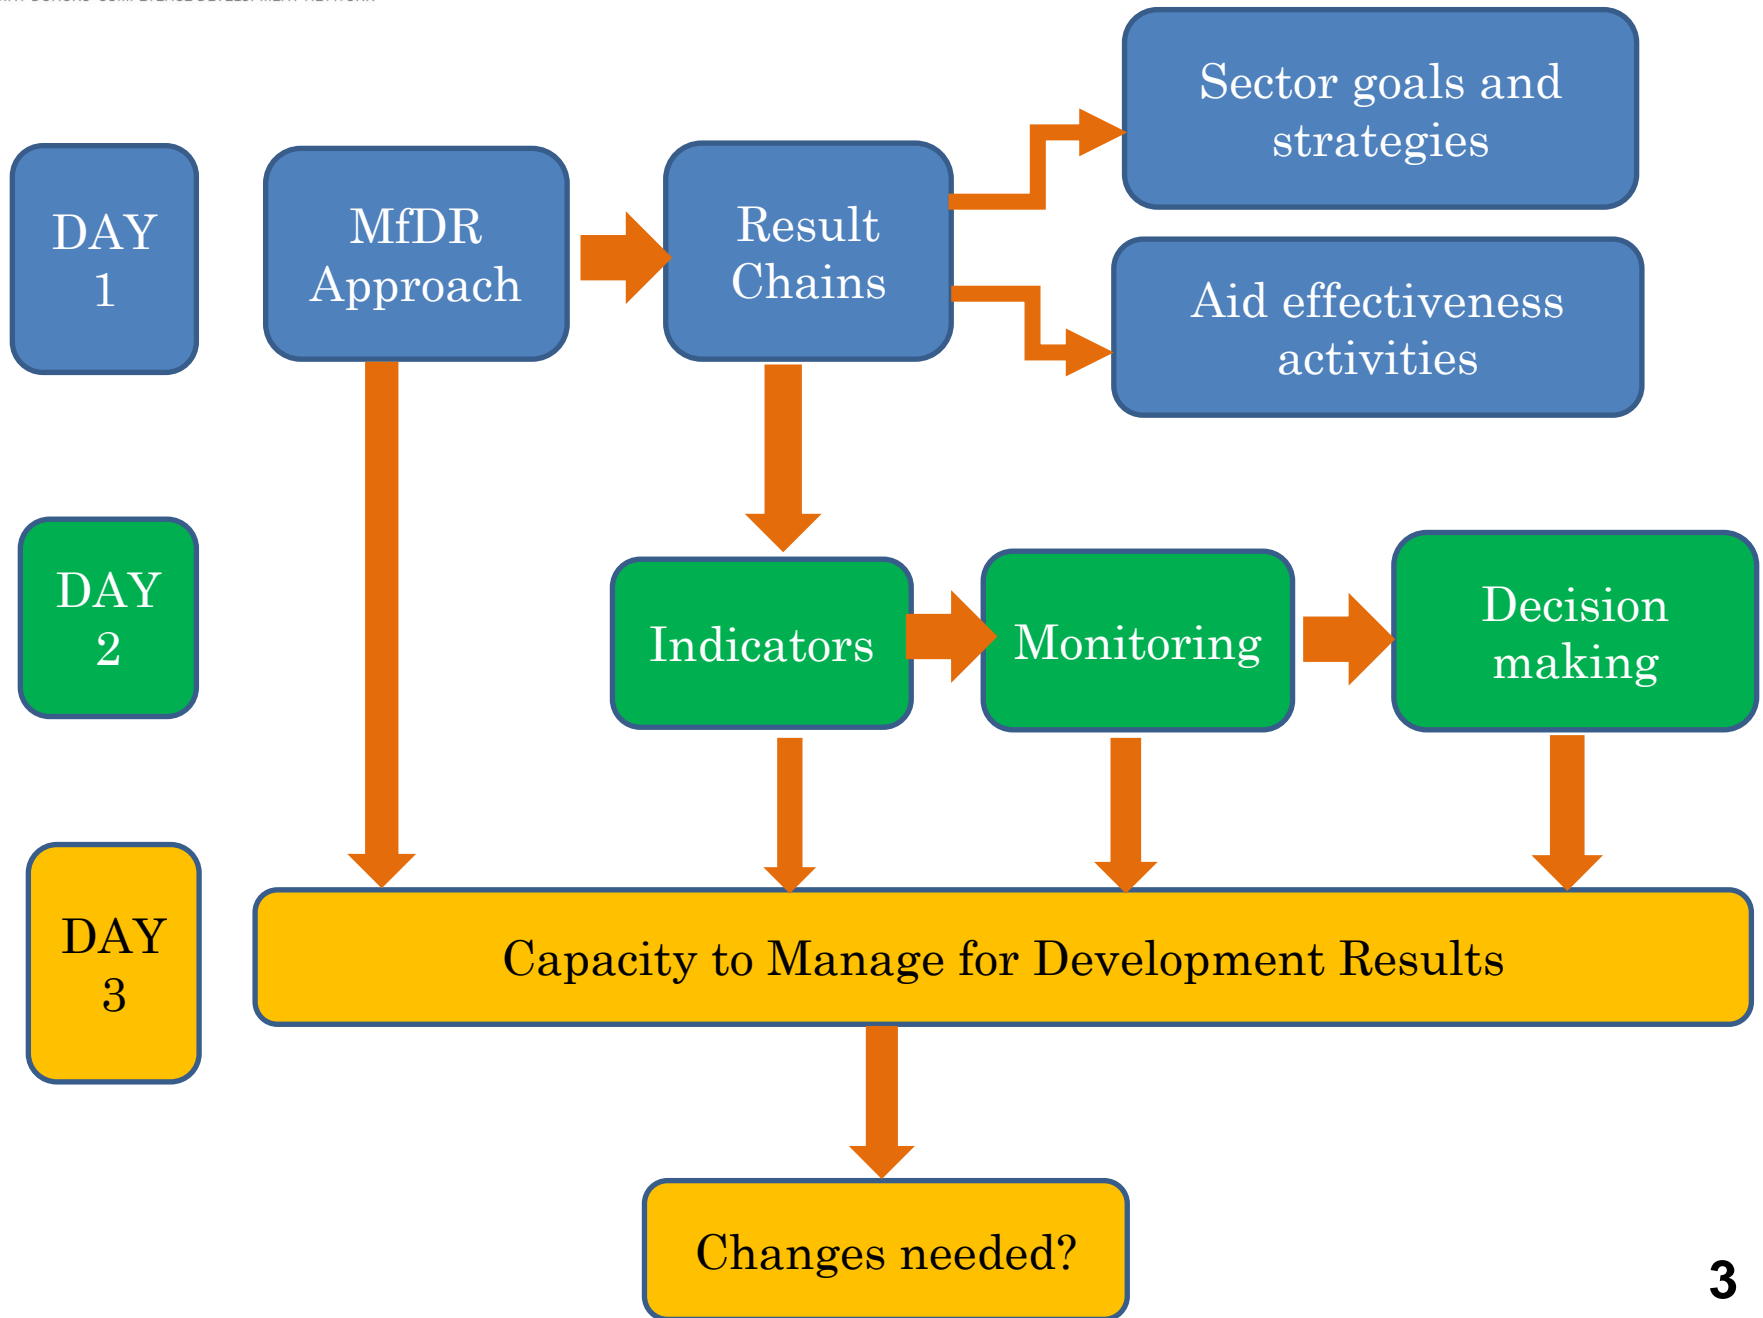 DAY
1
MfDR
Approach
Result
Chains
Sector goals and
strategies
Aid effectiveness
activities
DAY
2
Indicators
Monitoring
Decision
making
DAY
3
Capacity to Manage for Development Results
Changes needed?
3